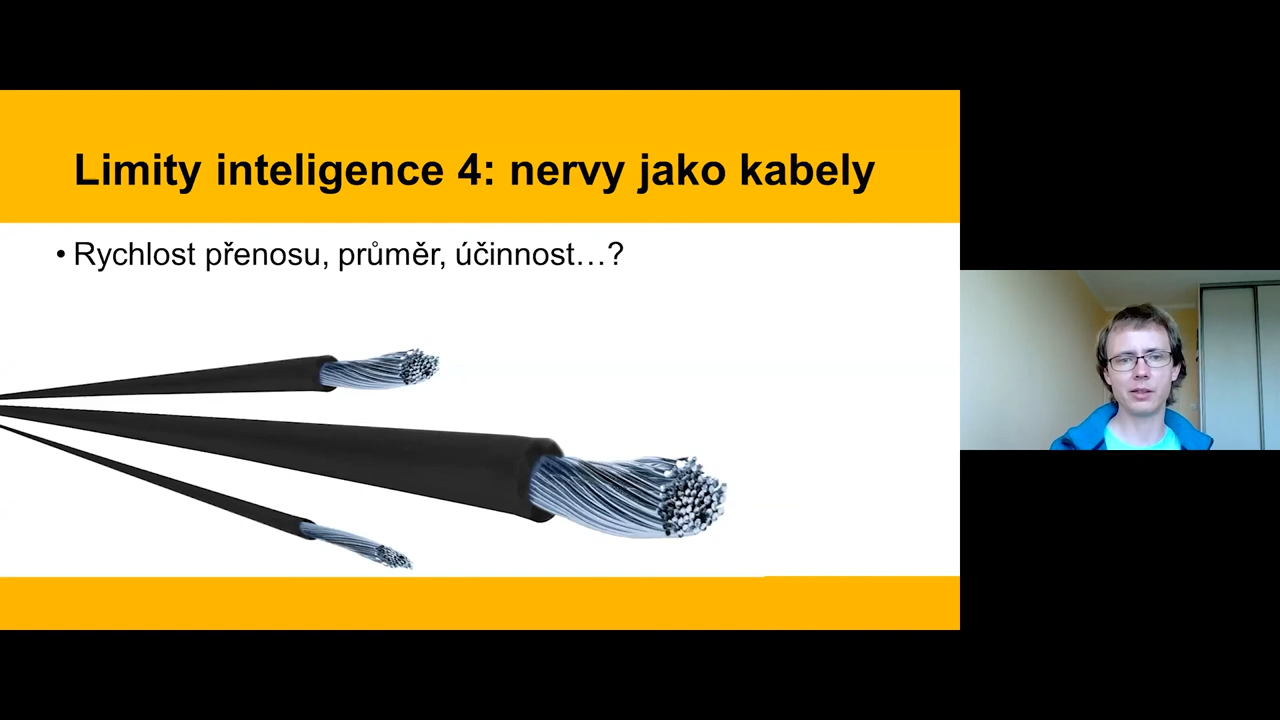 Limity inteligence 4: nervy jako kabely
• Rychlost přenosu, průměr, účinnost…?